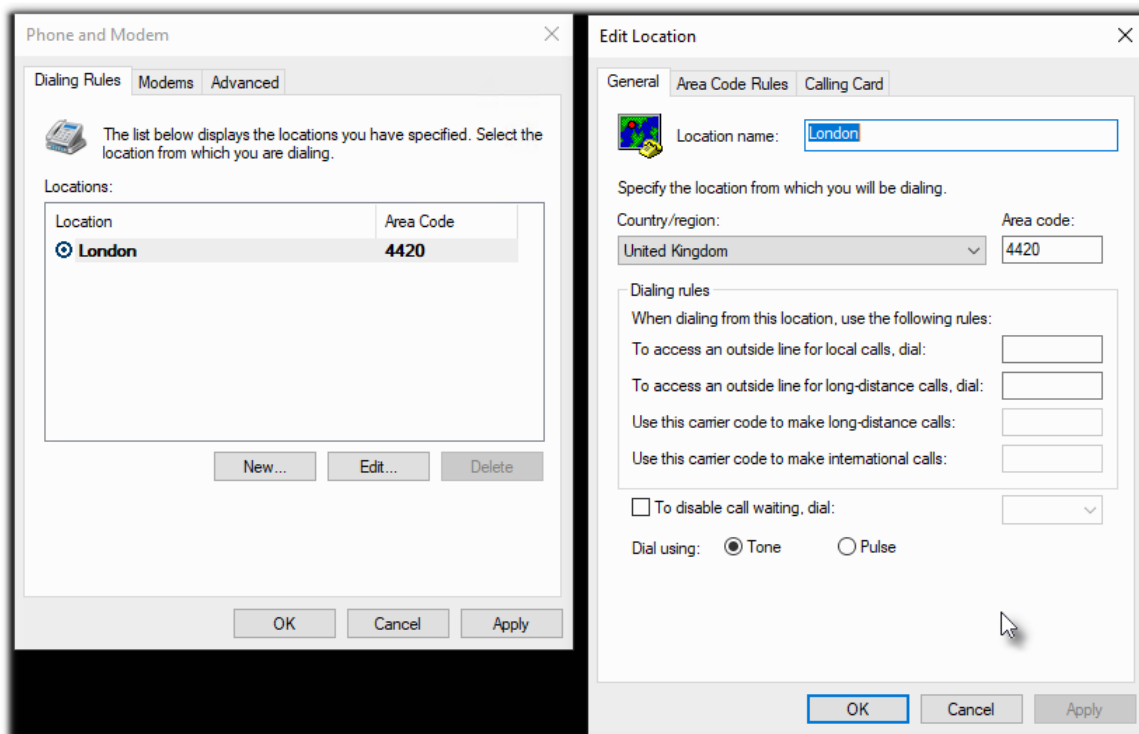 Phone and Modem
Dialing Rules
Modems
Advanced
The list below displays the locations you have specified. Select the
location from which you are dialing.
Locations:
Location
Area Code
London
4420
New...
Edit...
Delete
OK
Cancel
Apply
Edit Location
General
Area Code Rules
Calling Card
Location name:
London
Specify the location from which you will be dialing.
Country/region:
Area code:
United Kingdom
4420
Dialing rules
When dialing from this location, use the following rules:
To access an outside line for local calls, dial:
To access an outside line for long-distance calls, dial:
Use this carrier code to make long-distance calls:
Use this carrier code to make international calls:
To disable call waiting, dial:
Dial using:
Tone
Pulse
OK
Cancel
Apply